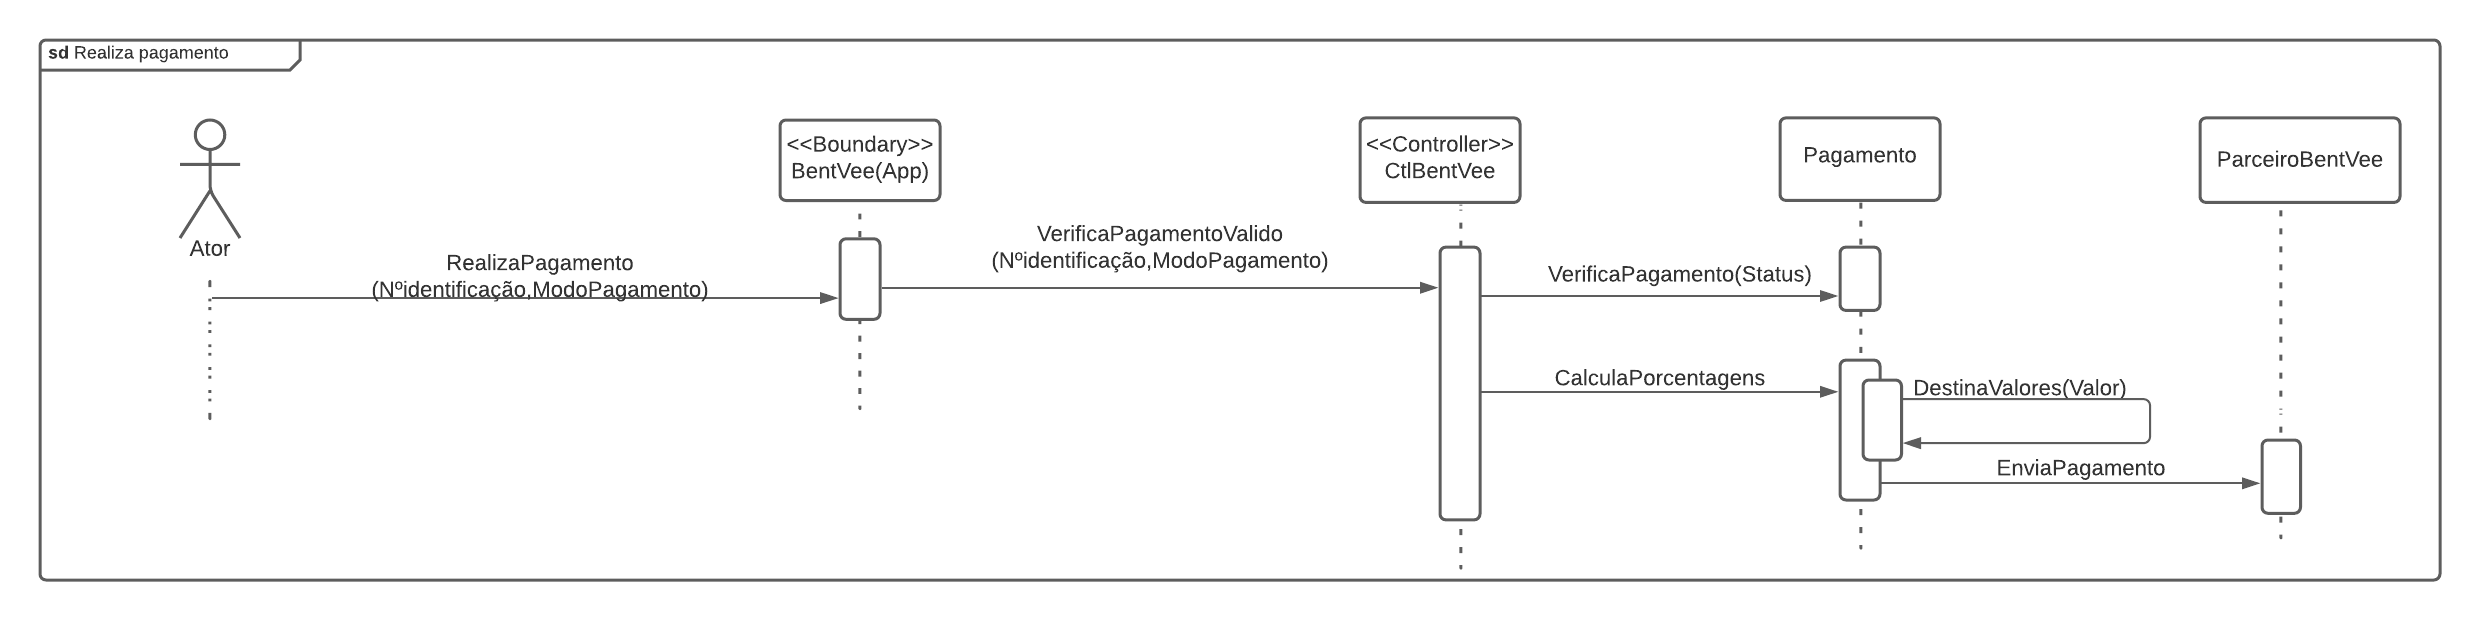 sd Realiza pagamento
<<Boundary>>
BentVee(App)
<<Controller>>
CtlBentVee
Pagamento
ParceiroBentVee
Ator
RealizaPagamento
(Nºidentificação,ModoPagamento)
VerificaPagamentoValido
(Nºidentificação,ModoPagamento)
VerificaPagamento(Status)
CalculaPorcentagens
DestinaValores(Valor)
EnviaPagamento